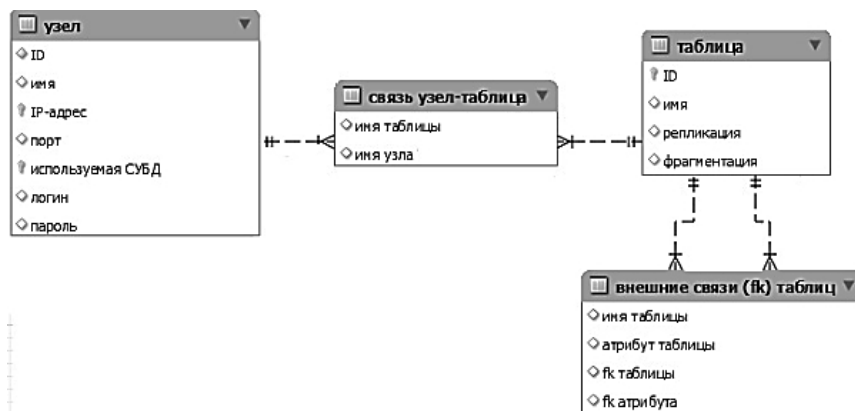 узел
ID
имя
IP-адрес
порт
используемая СУБД
логин
пароль
связь узел-таблица
имя таблицы
имя узла
таблица
ID
имя
репликация
фрагментация
внешние связи (fk) таблиц
имя таблицы
атрибут таблицы
fk таблицы
fk атрибута